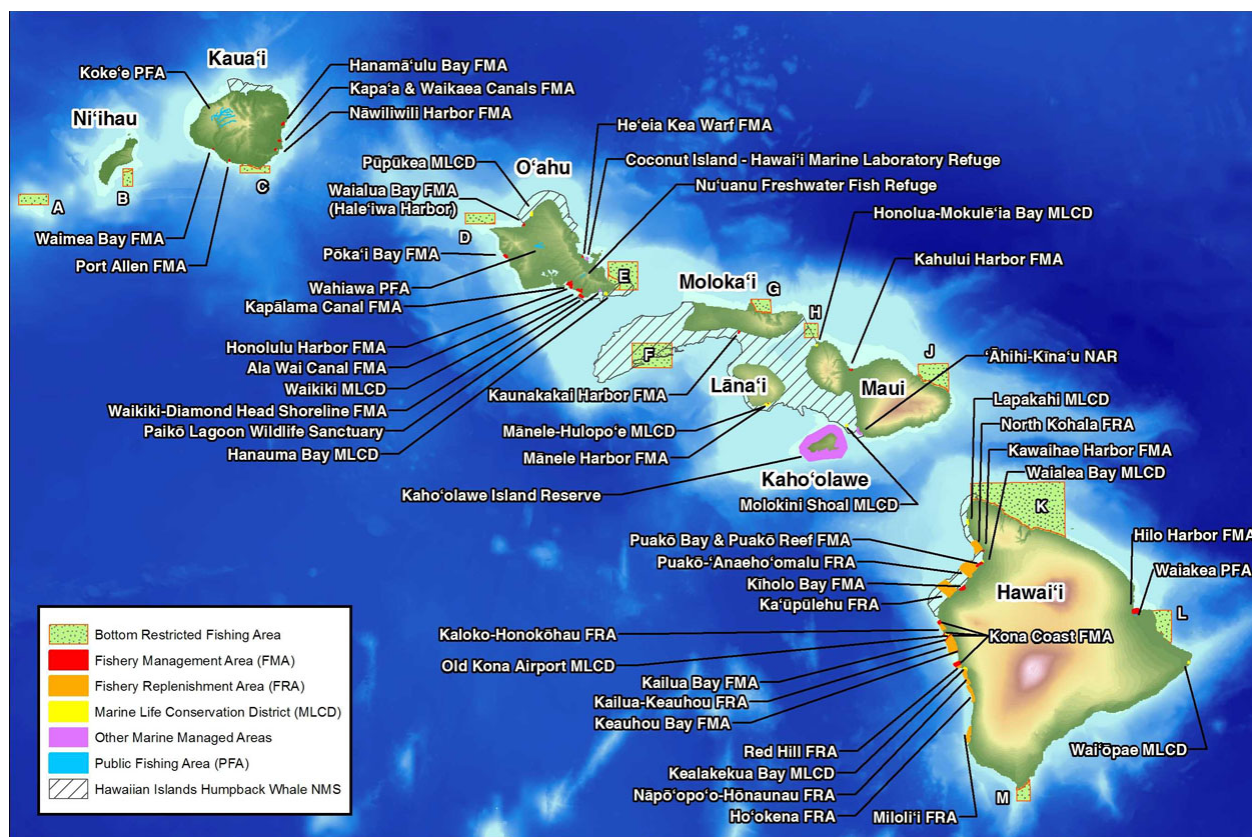 Kaua'i
Koke'e PFA
Hanamā'ulu Bay FMA
Kapa'a & Waikaea Canals FMA
Nāwiliwili Harbor FMA
Ni'ihau
A
B
C
Waimea Bay FMA
Port Allen FMA
He'eia Kea Warf FMA
O'ahu
Pūpūkea MLCD
Coconut Island - Hawai'i Marine Laboratory Refuge
Waialua Bay FMA
(Hale'iwa Harbor)
Nu'uanu Freshwater Fish Refuge
Honolua-Mokulē'ia Bay MLCD
D
Pōka'i Bay FMA
Kahului Harbor FMA
Wahiawa PFA
E
Moloka'i
G
Kapālama Canal FMA
H
Honolulu Harbor FMA
F
'Āhihi-Kīna'u NAR
J
Ala Wai Canal FMA
Waikiki MLCD
Kaunakakai Harbor FMA
Lāna'i
Maui
Lapakahi MLCD
Waikiki-Diamond Head Shoreline FMA
North Kohala FRA
Paikō Lagoon Wildlife Sanctuary
Mānele-Hulopo'e MLCD
Kawaihae Harbor FMA
Hanauma Bay MLCD
Mānele Harbor FMA
Waialea Bay MLCD
Kaho'olawe
Kaho'olawe Island Reserve
Molokini Shoal MLCD
K
Puakō Bay & Puakō Reef FMA
Hilo Harbor FMA
Puakō-'Anaeho'omalu FRA
Waiakea PFA
Kīholo Bay FMA
Hawai'i
Ka'ūpūlehu FRA
L
Kaloko-Honokōhau FRA
Kona Coast FMA
Old Kona Airport MLCD
Kailua Bay FMA
Kailua-Keauhou FRA
Keauhou Bay FMA
Red Hill FRA
Wai'ōpae MLCD
Kealakekua Bay MLCD
Nāpō'opo'o-Hōnaunau FRA
M
Ho'okena FRA
Miloli'i FRA
Bottom Restricted Fishing Area
Fishery Management Area (FMA)
Fishery Replenishment Area (FRA)
Marine Life Conservation District (MLCD)
Other Marine Managed Areas
Public Fishing Area (PFA)
Hawaiian Islands Humpback Whale NMS